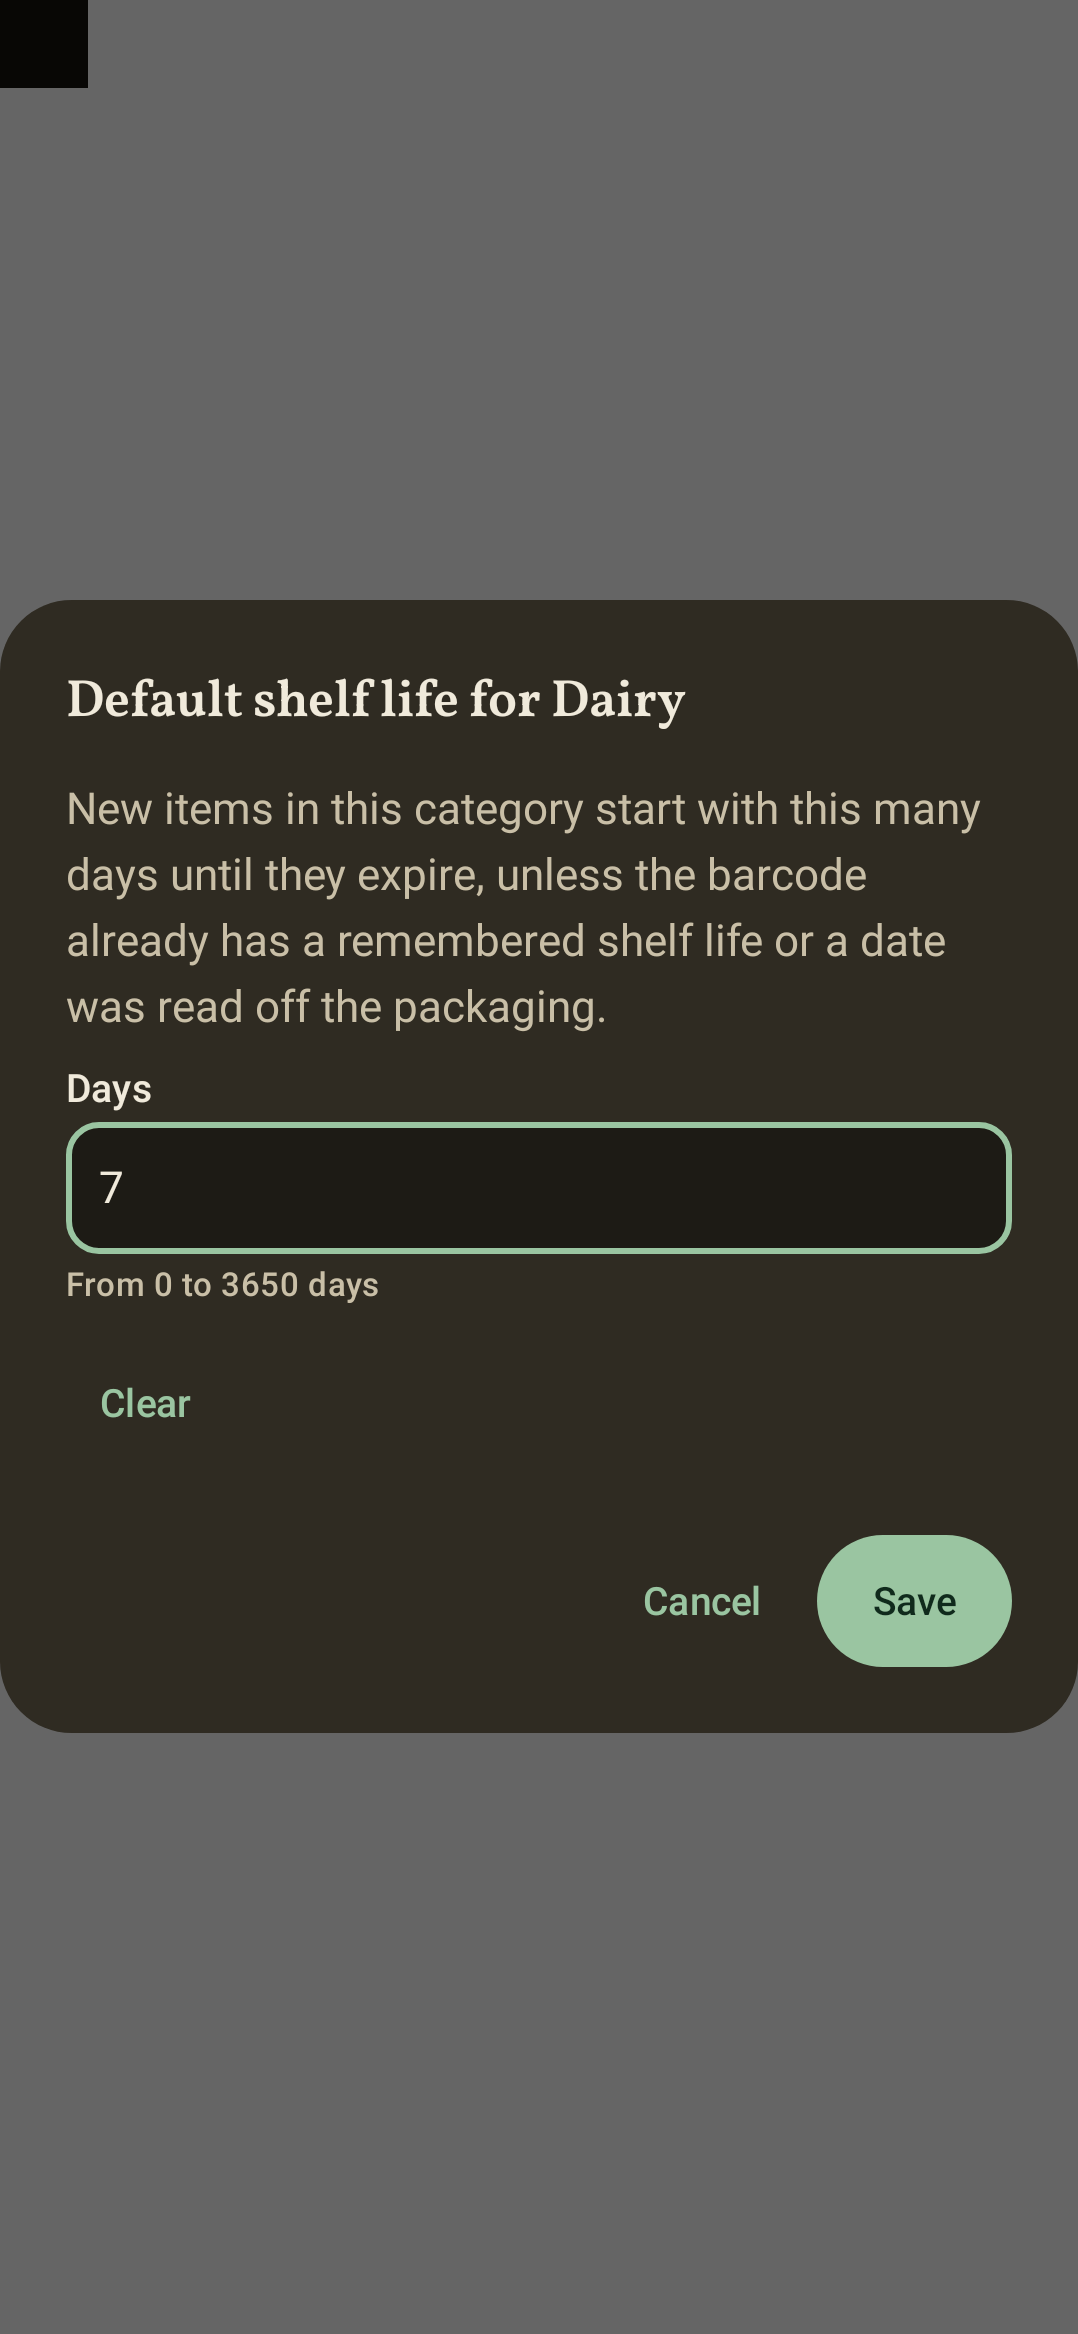 Default shelf life for Dairy
New items in this category start with this many
days until they expire, unless the barcode
already has a remembered shelf life or a date
was read off the packaging.
Days
7
From 0 to 3650 days
Clear
Cancel
Save